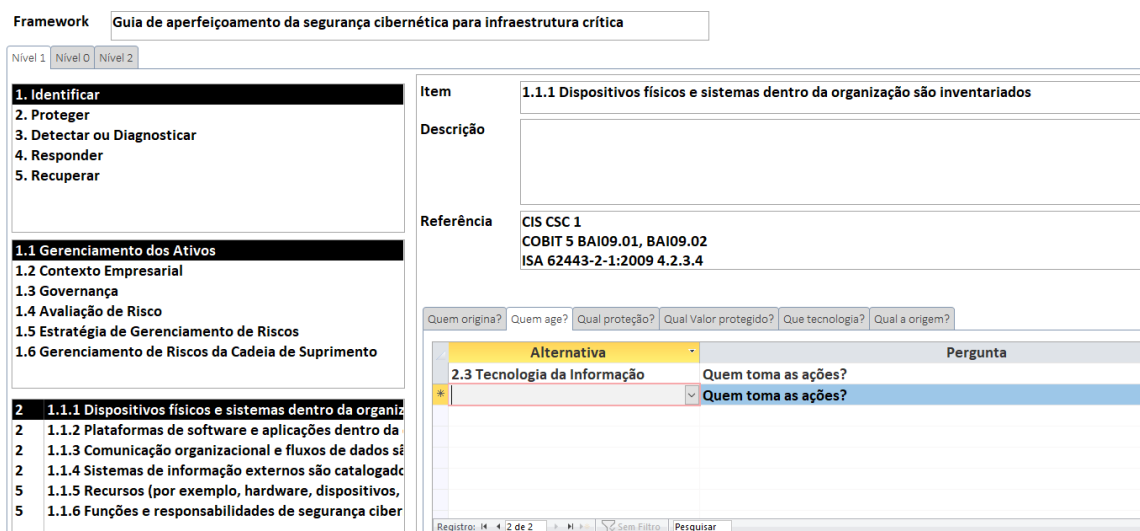 Framework Guia de aperfeiçoamento da segurança cibernética para infraestrutura crítica
Nível 1 Nível 0 Nível 2
1. Identificar
2. Proteger
3. Detectar ou Diagnosticar
4. Responder
5. Recuperar
1.1 Gerenciamento dos Ativos
1.2 Contexto Empresarial
1.3 Governança
1.4 Avaliação de Risco
1.5 Estratégia de Gerenciamento de Riscos
1.6 Gerenciamento de Riscos da Cadeia de Suprimento
2 1.1.1 Dispositivos físicos e sistemas dentro da organiz
2 1.1.2 Plataformas de software e aplicações dentro da
2 1.1.3 Comunicação organizacional e fluxos de dados sã
2 1.1.4 Sistemas de informação externos são catalogado
5 1.1.5 Recursos (por exemplo, hardware, dispositivos,
5 1.1.6 Funções e responsabilidades de segurança ciber
Item 1.1.1 Dispositivos físicos e sistemas dentro da organização são inventariados
Descrição
Referência CIS CSC 1
COBIT 5 BAI09.01, BAI09.02
ISA 62443-2-1:2009 4.2.3.4
Quem origina? Quem age? Qual proteção? Qual Valor protegido? Que tecnologia? Qual a origem?
Alternativa Pergunta
2.3 Tecnologia da Informação Quem toma as ações?
* Quem toma as ações?
Registro: 2 de 2 Sem Filtro Pesquisar